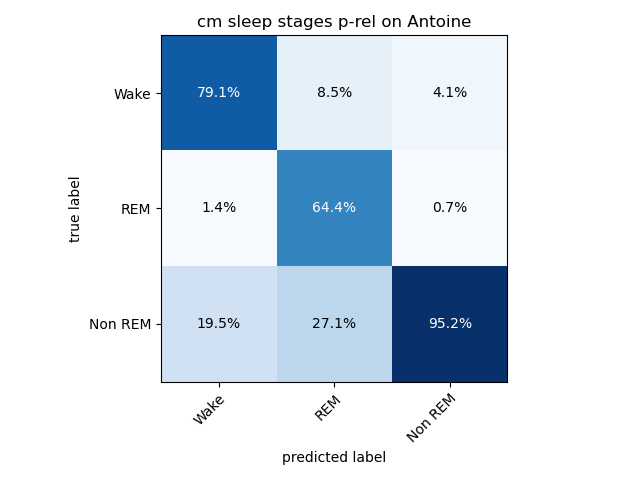 cm sleep stages p-rel on Antoine
Wake 79.1% 8.5% 4.1%
REM 1.4% 64.4% 0.7%
Non REM 19.5% 27.1% 95.2%
true label
Wake REM Non REM
predicted label